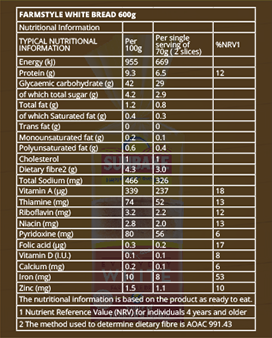 FARMSTYLE WHITE BREAD 600g
Nutritional Information
TYPICAL NUTRITIONAL INFORMATION Per 100g Per single serving of 70g ( 2 slices) %NRV1
Energy (kJ) 955 669
Protein (g) 9.3 6.5 12
Glycaemic carbohydrate (g) 42 29
of which total sugar (g) 4.2 2.9
Total fat (g) 1.2 0.8
of which Saturated fat (g) 0.4 0.3
Trans fat (g) 0 0
Monounsaturated fat (g) 0.2 0.1
Polyunsaturated fat (g) 0.6 0.4
Cholesterol 1 1
Dietary fibre2 (g) 4.3 3.0
Total Sodium (mg) 466 326
Vitamin A (µg) 339 237 18
Thiamine (mg) 74 52 13
Riboflavin (mg) 3.2 2.2 12
Niacin (mg) 2.8 2.0 13
Pyridoxine (mg) 80 56 6
Folic acid (µg) 0.3 0.2 17
Vitamin D (I.U.) 0.1 0.1 8
Calcium (mg) 0.2 0.1 6
Iron (mg) 10 8 53
Zinc (mg) 1.5 1.1 10
The nutritional information is based on the product as ready to eat.
1 Nutrient Reference Value (NRV) for individuals 4 years and older
2 The method used to determine dietary fibre is AOAC 991.43